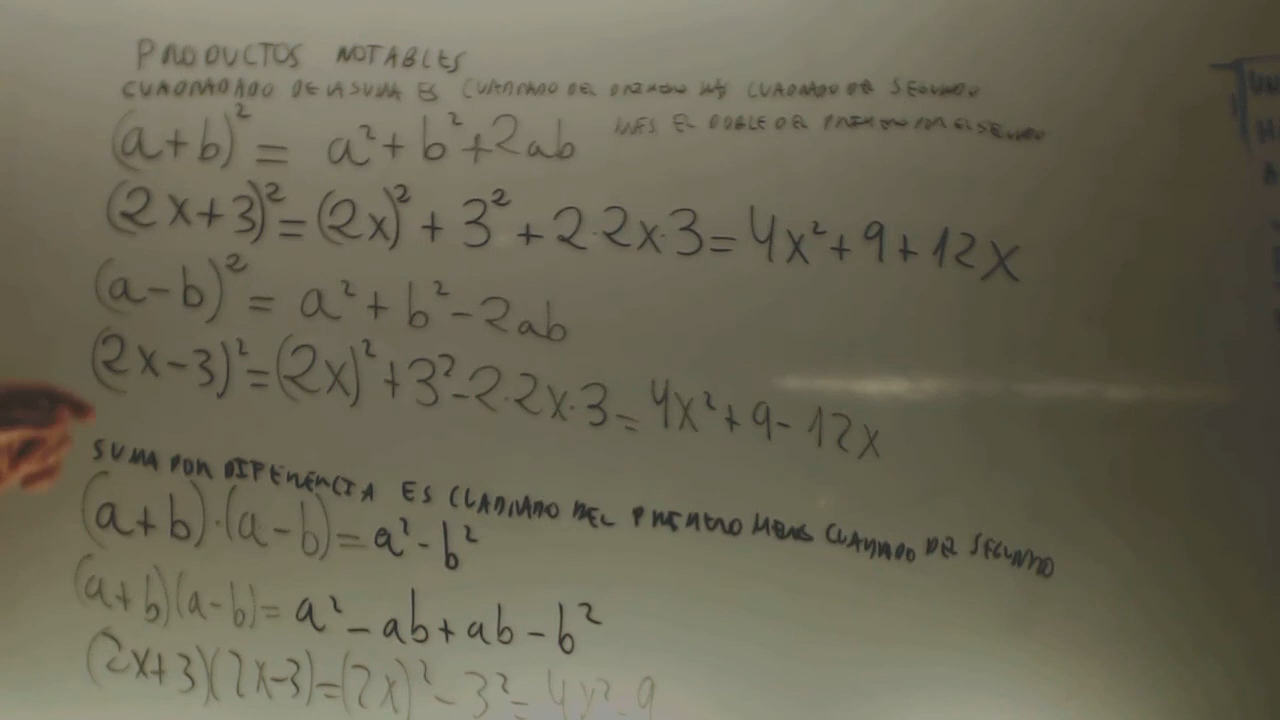 PRODUCTOS NOTABLES
CUADRADO DE LA SUMA ES CUADRADO DEL PRIMERO MÁS CUADRADO DEL SEGUNDO
MÁS EL DOBLE DEL PRIMERO POR EL SEGUNDO
(a+b)² = a²+b²+2ab
(2x+3)²=(2x)²+3²+2·2x·3=4x²+9+12x
(a-b)² = a²+b²-2ab
(2x-3)²=(2x)²+3²-2·2x·3=4x²+9-12x
SUMA POR DIFERENCIA ES CUADRADO DEL PRIMERO MENOS CUADRADO DEL SEGUNDO
(a+b)·(a-b)=a²-b²
(a+b)(a-b)=a²-ab+ab-b²
(2x+3)(2x-3)=(2x)²-3²=4x²-9